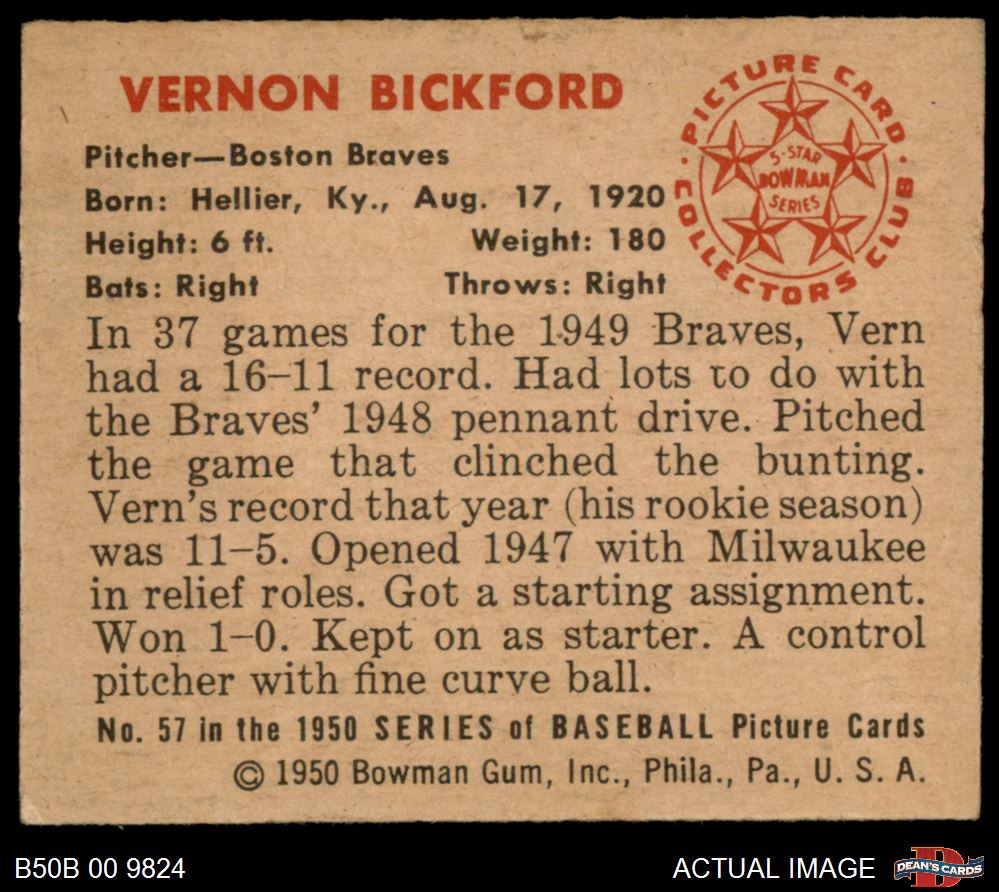 VERNON BICKFORD
PICTURE CARD
COLLECTORS CLUB
5-STAR
BOWMAN
SERIES
Pitcher—Boston Braves
Born: Hellier, Ky., Aug. 17, 1920
Height: 6 ft. Weight: 180
Bats: Right Throws: Right
In 37 games for the 1949 Braves, Vern
had a 16–11 record. Had lots to do with
the Braves' 1948 pennant drive. Pitched
the game that clinched the bunting.
Vern's record that year (his rookie season)
was 11–5. Opened 1947 with Milwaukee
in relief roles. Got a starting assignment.
Won 1–0. Kept on as starter. A control
pitcher with fine curve ball.
No. 57 in the 1950 SERIES of BASEBALL Picture Cards
© 1950 Bowman Gum, Inc., Phila., Pa., U. S. A.
B50B 00 9824
ACTUAL IMAGE
DEAN'S CARDS